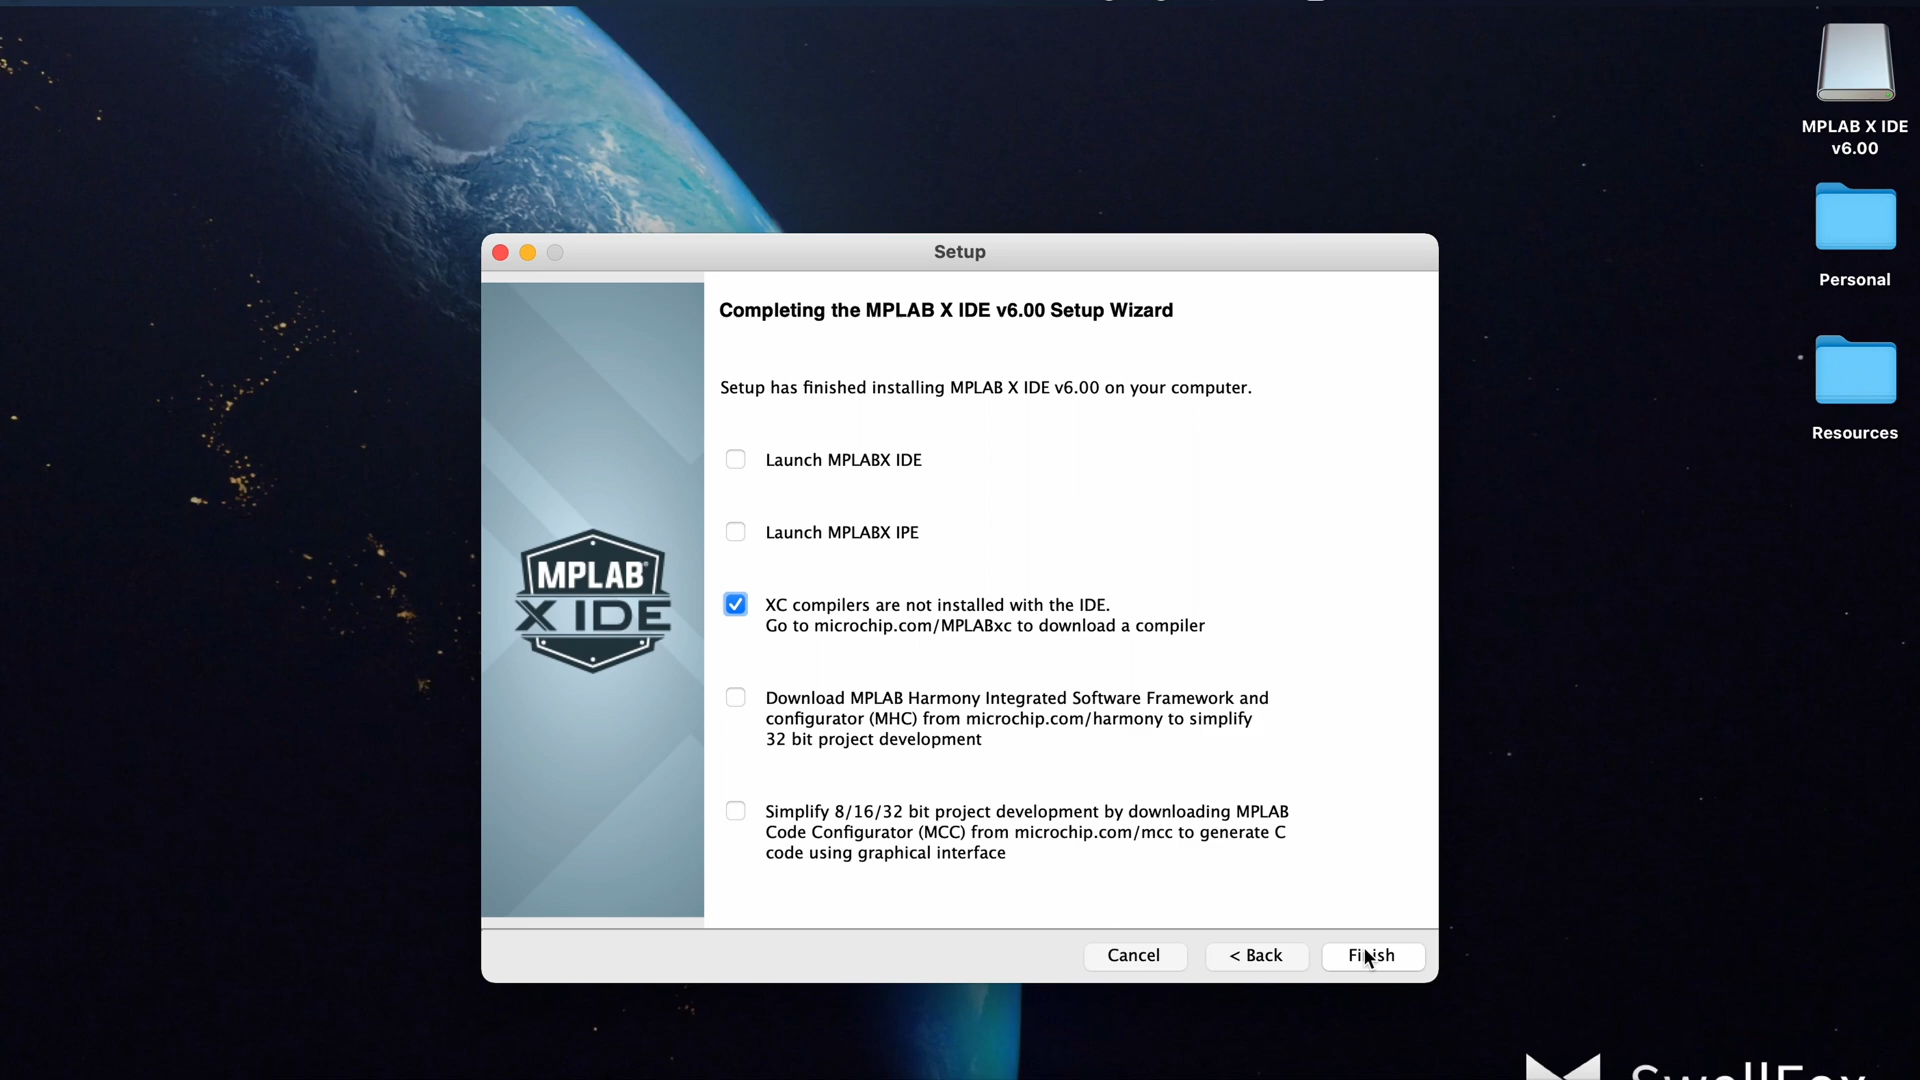 MPLAB X IDE
v6.00
Personal
Resources
Setup
Completing the MPLAB X IDE v6.00 Setup Wizard
Setup has finished installing MPLAB X IDE v6.00 on your computer.
Launch MPLABX IDE
Launch MPLABX IPE
XC compilers are not installed with the IDE.
Go to microchip.com/MPLABxc to download a compiler
Download MPLAB Harmony Integrated Software Framework and
configurator (MHC) from microchip.com/harmony to simplify
32 bit project development
Simplify 8/16/32 bit project development by downloading MPLAB
Code Configurator (MCC) from microchip.com/mcc to generate C
code using graphical interface
MPLAB®
X IDE
Cancel
< Back
Finish
SwellFox